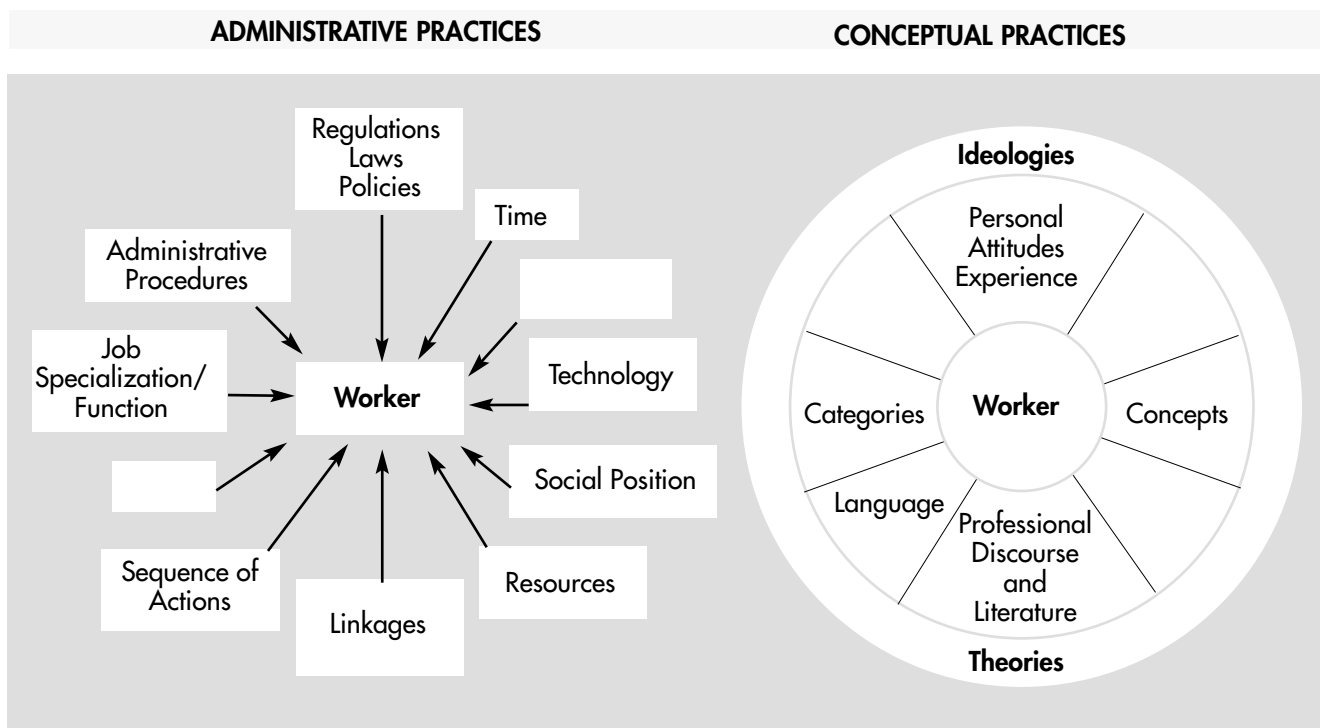 ADMINISTRATIVE PRACTICES
CONCEPTUAL PRACTICES
Regulations
Laws
Policies
Time
Administrative
Procedures
Technology
Job
Specialization/
Function
Worker
Social Position
Sequence of
Actions
Linkages
Resources
Ideologies
Personal
Attitudes
Experience
Categories
Worker
Concepts
Language
Professional
Discourse
and
Literature
Theories